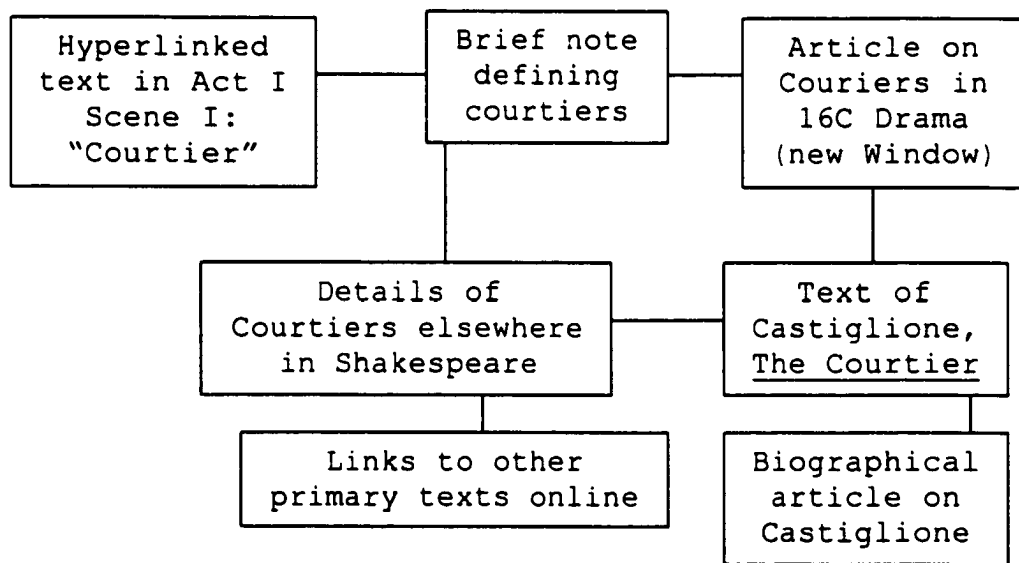 Hyperlinked
text in Act I
Scene I:
“Courtier”
Brief note
defining
courtiers
Article on
Couriers in
16C Drama
(new Window)
Details of
Courtiers elsewhere
in Shakespeare
Text of
Castiglione,
The Courtier
Links to other
primary texts online
Biographical
article on
Castiglione